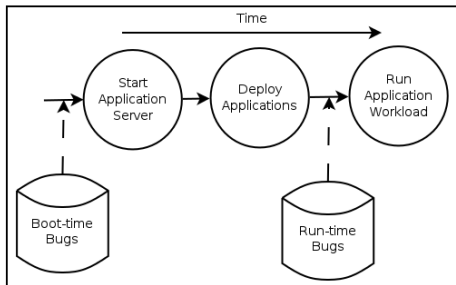 Time
Start
Application
Server
Deploy
Applications
Run
Application
Workload
Boot-time
Bugs
Run-time
Bugs